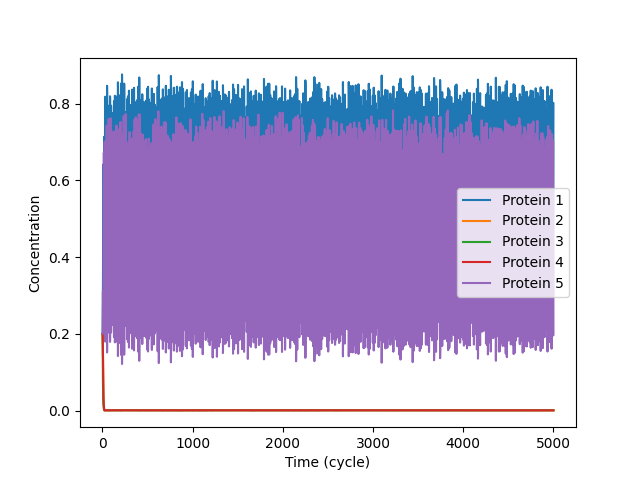 0.8
0.6
0.4
0.2
0.0
Concentration
0 1000 2000 3000 4000 5000
Time (cycle)
Protein 1
Protein 2
Protein 3
Protein 4
Protein 5